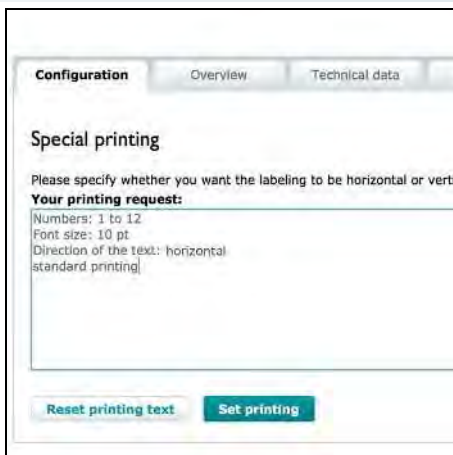 Configuration Overview Technical data
Special printing
Please specify whether you want the labeling to be horizontal or vert
Your printing request:
Numbers: 1 to 12
Font size: 10 pt
Direction of the text: horizontal
standard printing
Reset printing text Set printing